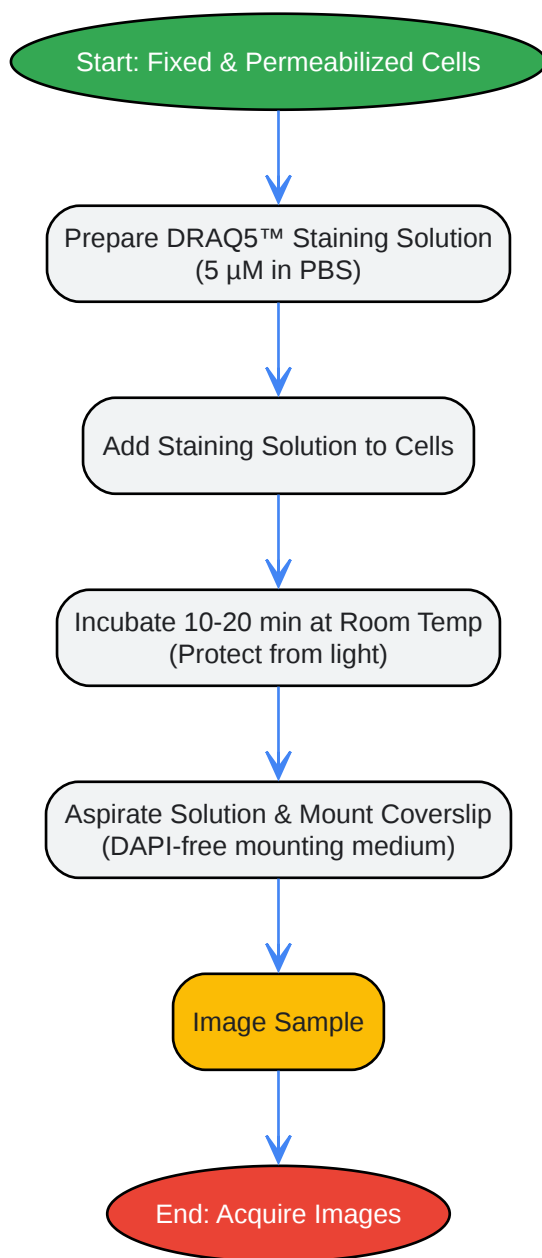 Start: Fixed & Permeabilized Cells
Prepare DRAQ5™ Staining Solution
(5 µM in PBS)
Add Staining Solution to Cells
Incubate 10-20 min at Room Temp
(Protect from light)
Aspirate Solution & Mount Coverslip
(DAPI-free mounting medium)
Image Sample
End: Acquire Images